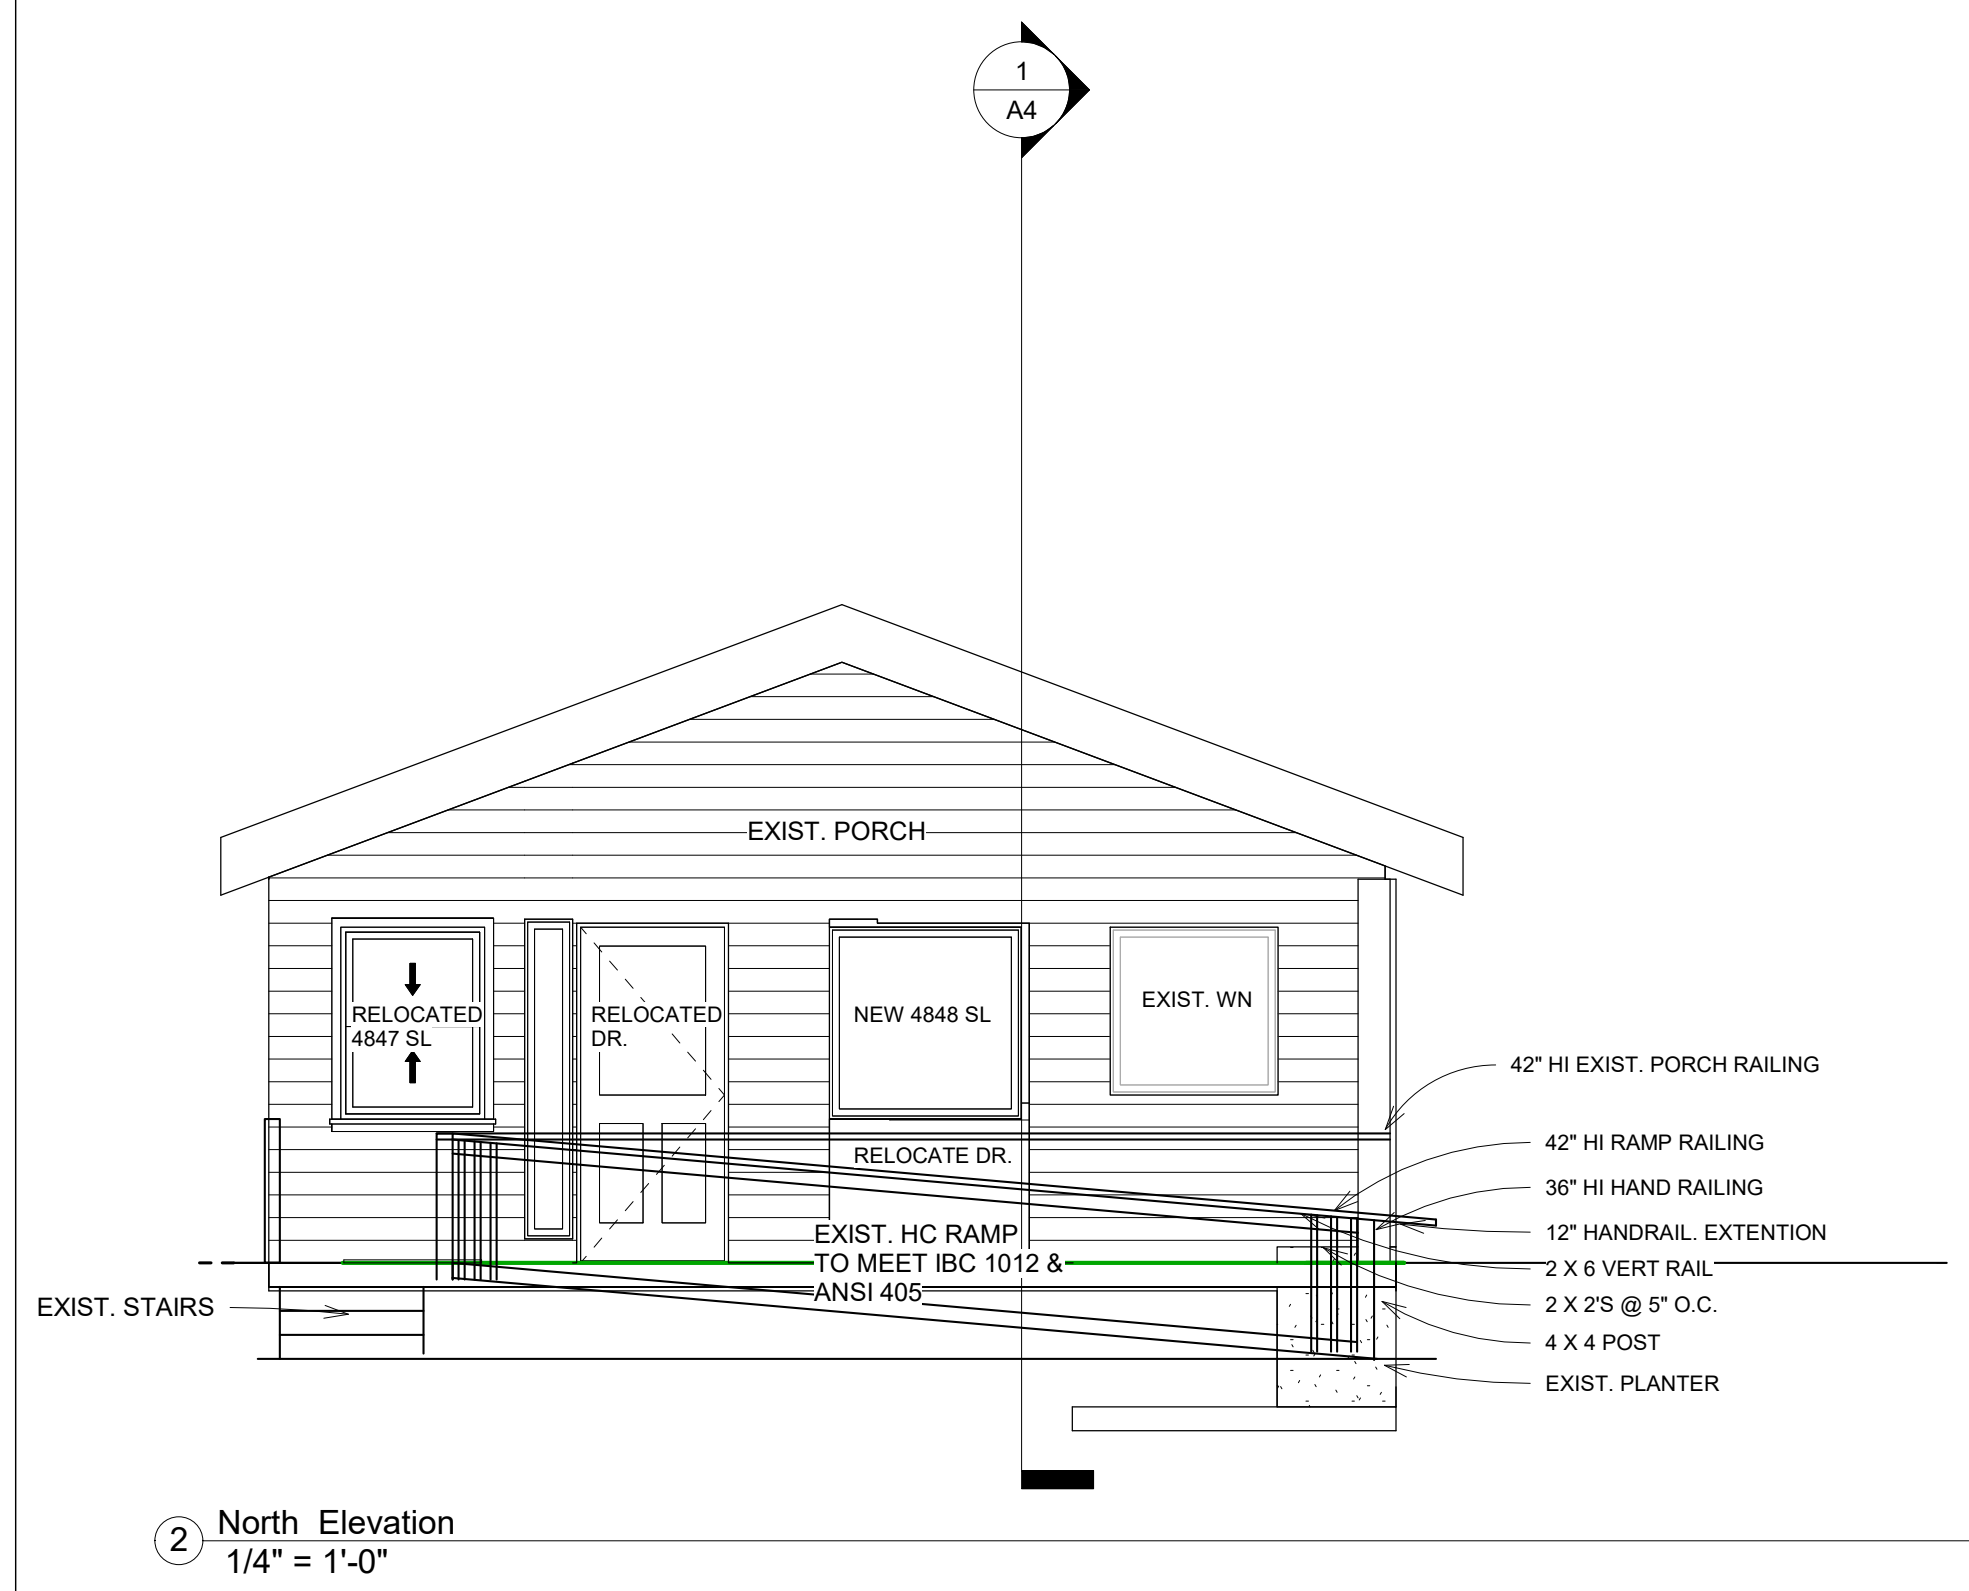 1
A4
EXIST. PORCH
RELOCATED
4847 SL
RELOCATED
DR.
NEW 4848 SL
EXIST. WN
RELOCATE DR.
EXIST. HC RAMP
TO MEET IBC 1012 &
ANSI 405
EXIST. STAIRS
42" HI EXIST. PORCH RAILING
42" HI RAMP RAILING
36" HI HAND RAILING
12" HANDRAIL. EXTENTION
2 X 6 VERT RAIL
2 X 2'S @ 5" O.C.
4 X 4 POST
EXIST. PLANTER
2
North Elevation
1/4" = 1'-0"